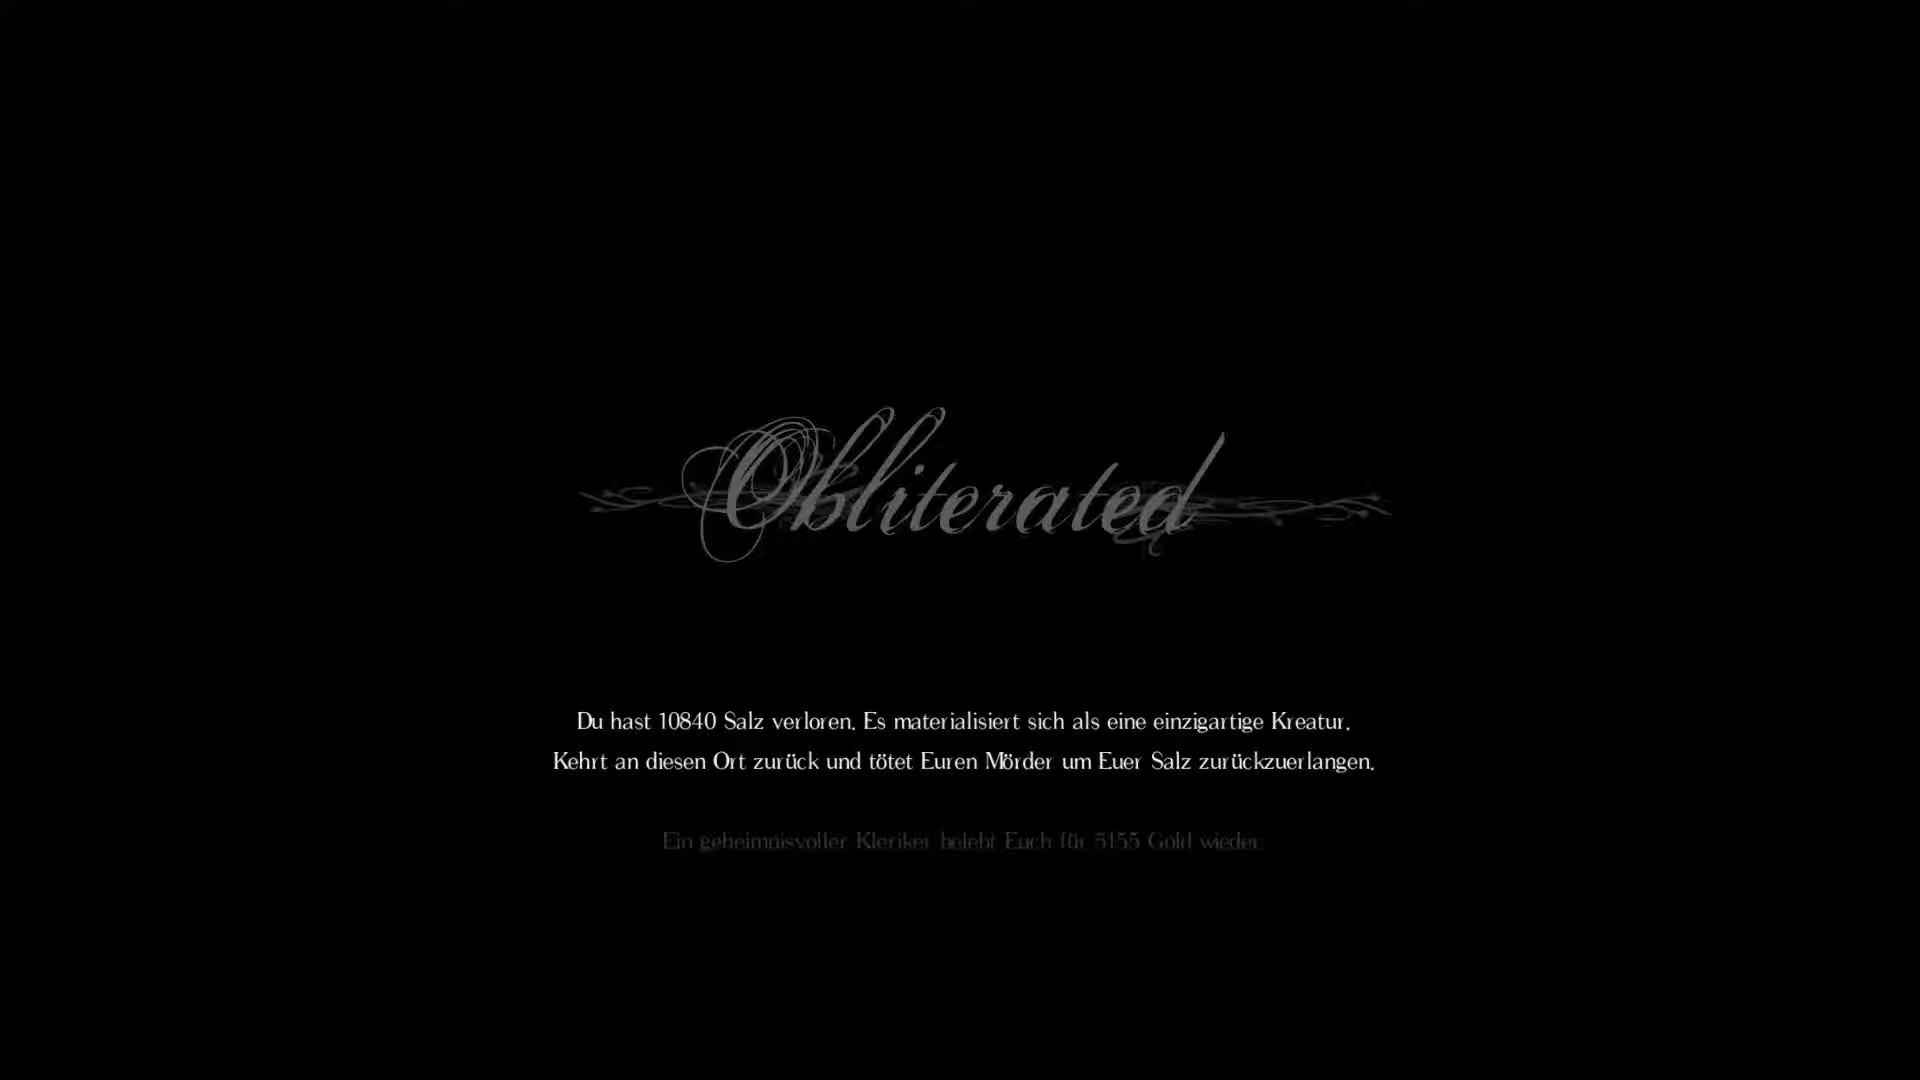 Obliterated
Du hast 10840 Salz verloren. Es materialisiert sich als eine einzigartige Kreatur.
Kehrt an diesen Ort zurück und tötet Euren Mörder um Euer Salz zurückzuerlangen.
Ein geheimnisvoller Kleriker belebt Euch für 5155 Gold wieder.